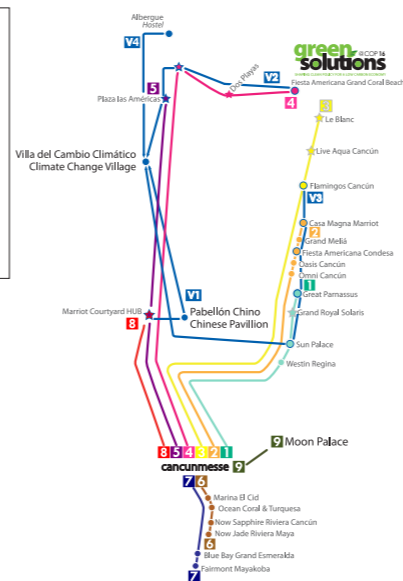 Albergue
Hostel
V4
green
@COP16
solutions
V2
5
Dos Playas
Fiesta Americana Grand Coral Beach
Plaza las Américas
4
3
Le Blanc
Live Aqua Cancún
Villa del Cambio Climático
Climate Change Village
Flamingos Cancún
V3
Casa Magna Marriot
2
Grand Meliá
Fiesta Americana Condesa
Oasis Cancún
Omni Cancún
1
Great Parnassus
V1
Marriot Courtyard HUB
Pabellón Chino
Chinese Pavillion
Grand Royal Solaris
8
Sun Palace
Westin Regina
9 Moon Palace
8 5 4 3 2 1
cancunmesse 9
7 6
Marina El Cid
Ocean Coral & Turquesa
Now Sapphire Riviera Cancún
Now Jade Riviera Maya
6
Blue Bay Grand Esmeralda
Fairmont Mayakoba
7